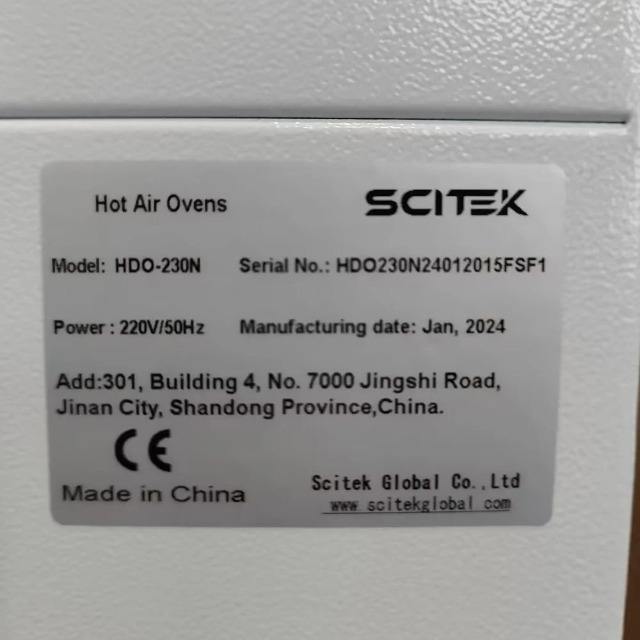 Hot Air Ovens SCITEK
Model: HDO-230N Serial No.: HDO230N24012015FSF1
Power : 220V/50Hz Manufacturing date: Jan, 2024
Add:301, Building 4, No. 7000 Jingshi Road,
Jinan City, Shandong Province,China.
CE
Made in China
Scitek Global Co.,Ltd
www.scitekglobal.com